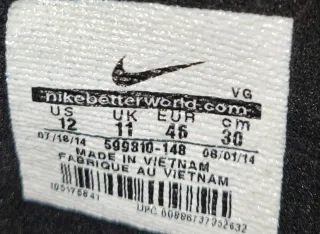 VG
nikebetterworld.com
US UK EUR cm
12 11 46 30
07/18/14 599810-148 08/01/14
MADE IN VIETNAM
FABRIQUE AU VIETNAM
UPC